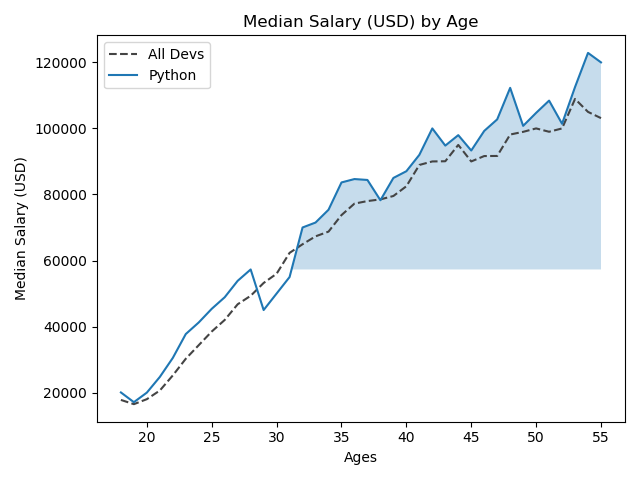 Median Salary (USD) by Age
All Devs
Python
Median Salary (USD)
120000
100000
80000
60000
40000
20000
20 25 30 35 40 45 50 55
Ages